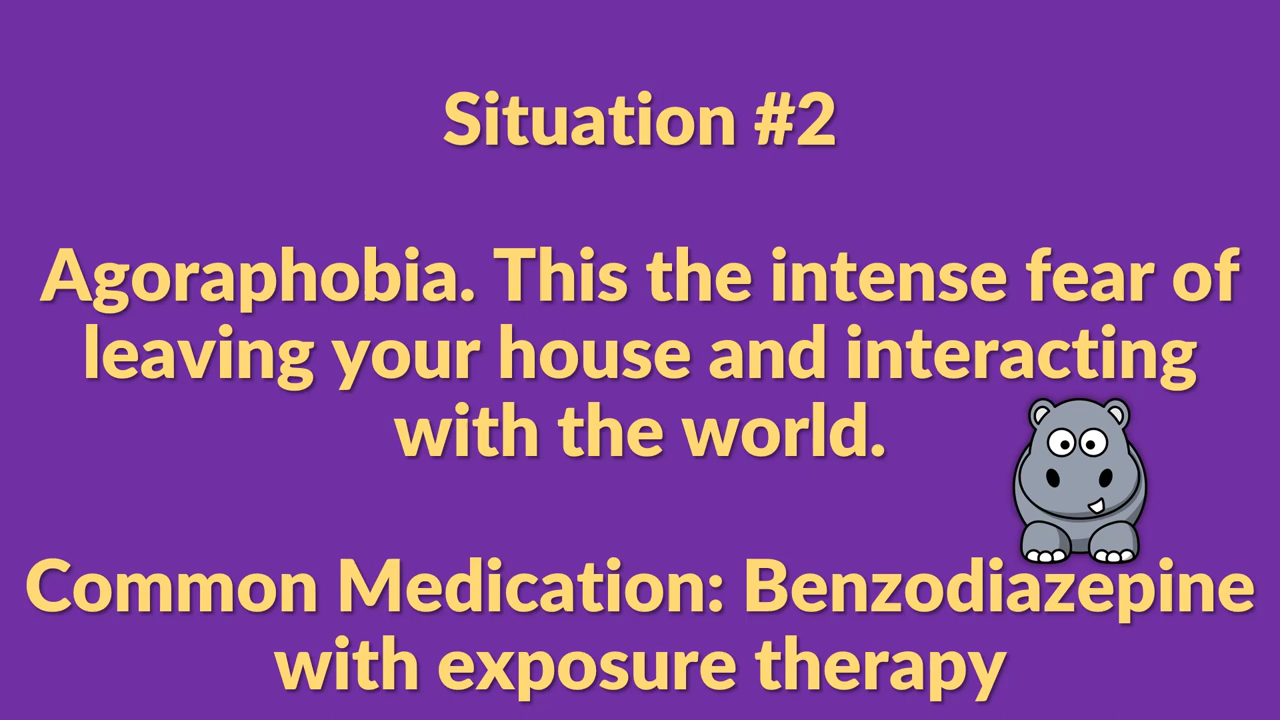 Situation #2
Agoraphobia. This the intense fear of
leaving your house and interacting
with the world.
Common Medication: Benzodiazepine
with exposure therapy